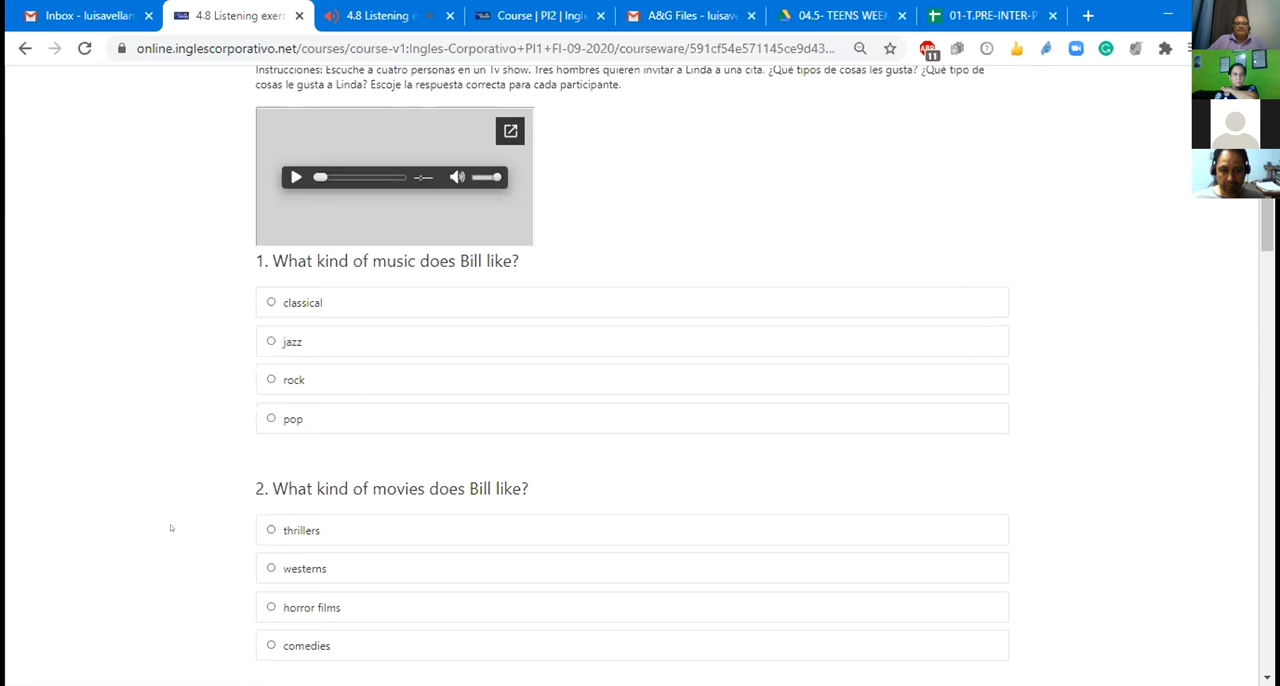 Inbox - luisavellan
4.8 Listening exerc
4.8 Listening e
Course | PI2 | Ingle
A&G Files - luisav
04.5- TEENS WEEK
01-T.PRE-INTER-P
online.inglescorporativo.net/courses/course-v1:Ingles-Corporativo+PI1+FI-09-2020/courseware/591cf54e571145ce9d43...
11
Instrucciones: Escuche a cuatro personas en un Tv show. Tres hombres quieren invitar a Linda a una cita. ¿Qué tipos de cosas les gusta? ¿Qué tipo de
cosas le gusta a Linda? Escoje la respuesta correcta para cada participante.
1. What kind of music does Bill like?
classical
jazz
rock
pop
2. What kind of movies does Bill like?
thrillers
westerns
horror films
comedies